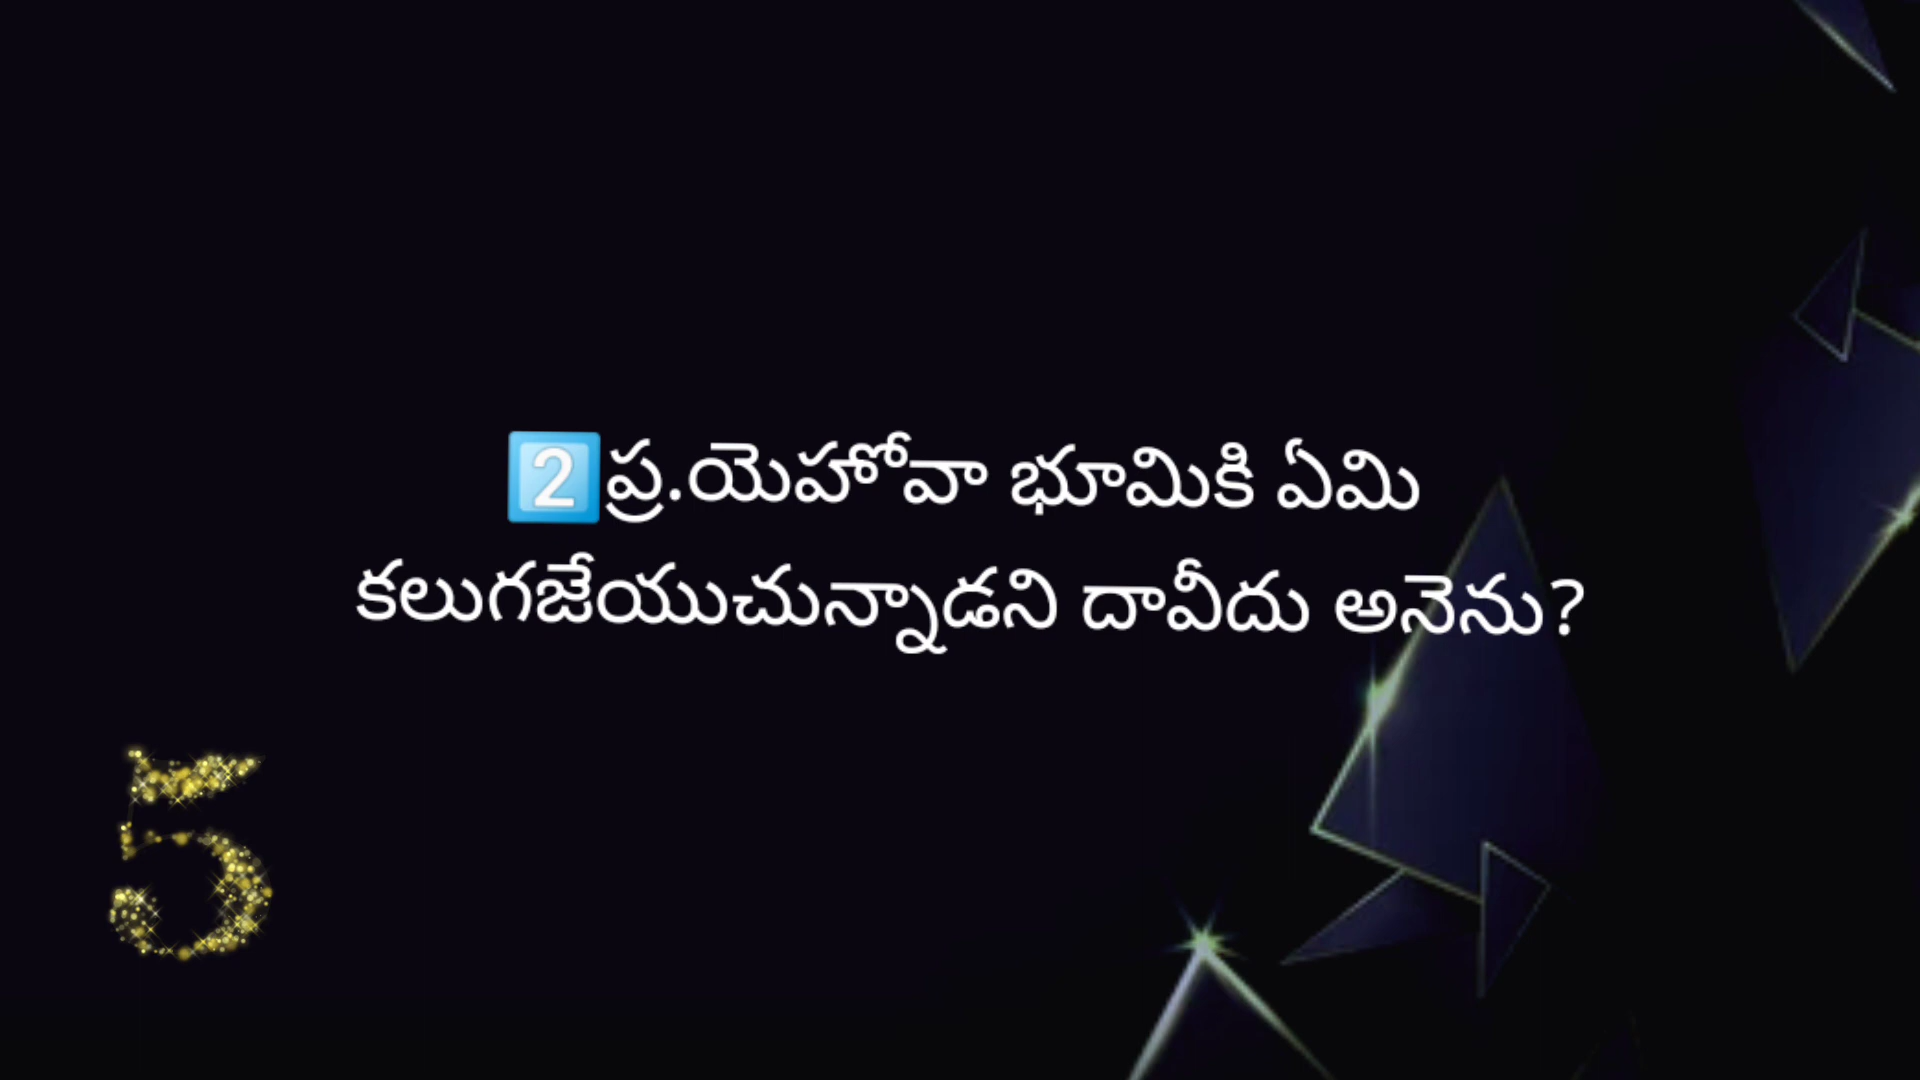 2️⃣ప్ర.యెహోవా భూమికి ఏమి
కలుగజేయుచున్నాడని దావీదు అనెను?
5